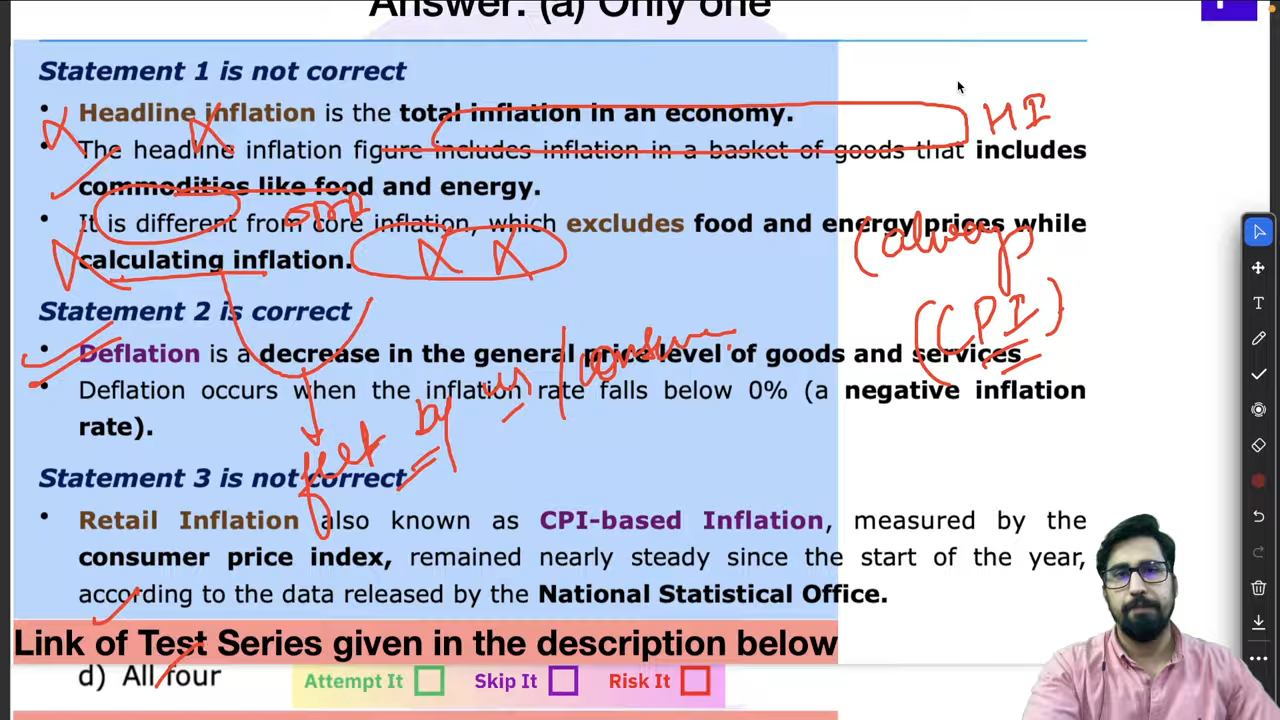 Answer: (a) Only one
Statement 1 is not correct
• Headline inflation is the total inflation in an economy.
HI
• The headline inflation figure includes inflation in a basket of goods that includes
commodities like food and energy.
• It is different from core inflation, which excludes food and energy prices while
calculating inflation.
(always
(CPI)
Statement 2 is correct
• Deflation is a decrease in the general price level of goods and services.
• Deflation occurs when the inflation rate falls below 0% (a negative inflation
rate).
felt by us / consumer
Statement 3 is not correct
• Retail Inflation also known as CPI-based Inflation, measured by the
consumer price index, remained nearly steady since the start of the year,
according to the data released by the National Statistical Office.
Link of Test Series given in the description below
d) All four
Attempt It Skip It Risk It